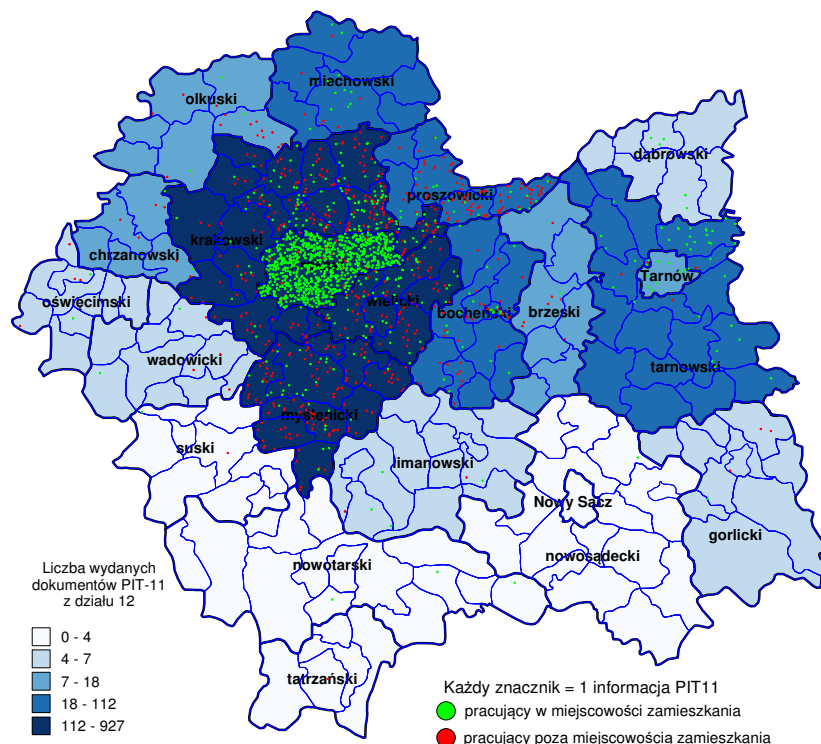 miechowski
olkuski
dąbrowski
proszowicki
krakowski
chrzanowski
Tarnów
oświęcimski
wielicki
bocheński
brzeski
wadowicki
tarnowski
myślenicki
suski
limanowski
Nowy Sącz
gorlicki
nowosądecki
nowotarski
tatrzański
Liczba wydanych
dokumentów PIT-11
z działu 12
0 - 4
4 - 7
7 - 18
18 - 112
112 - 927
Każdy znacznik = 1 informacja PIT11
pracujący w miejscowości zamieszkania
pracujący poza miejscowością zamieszkania